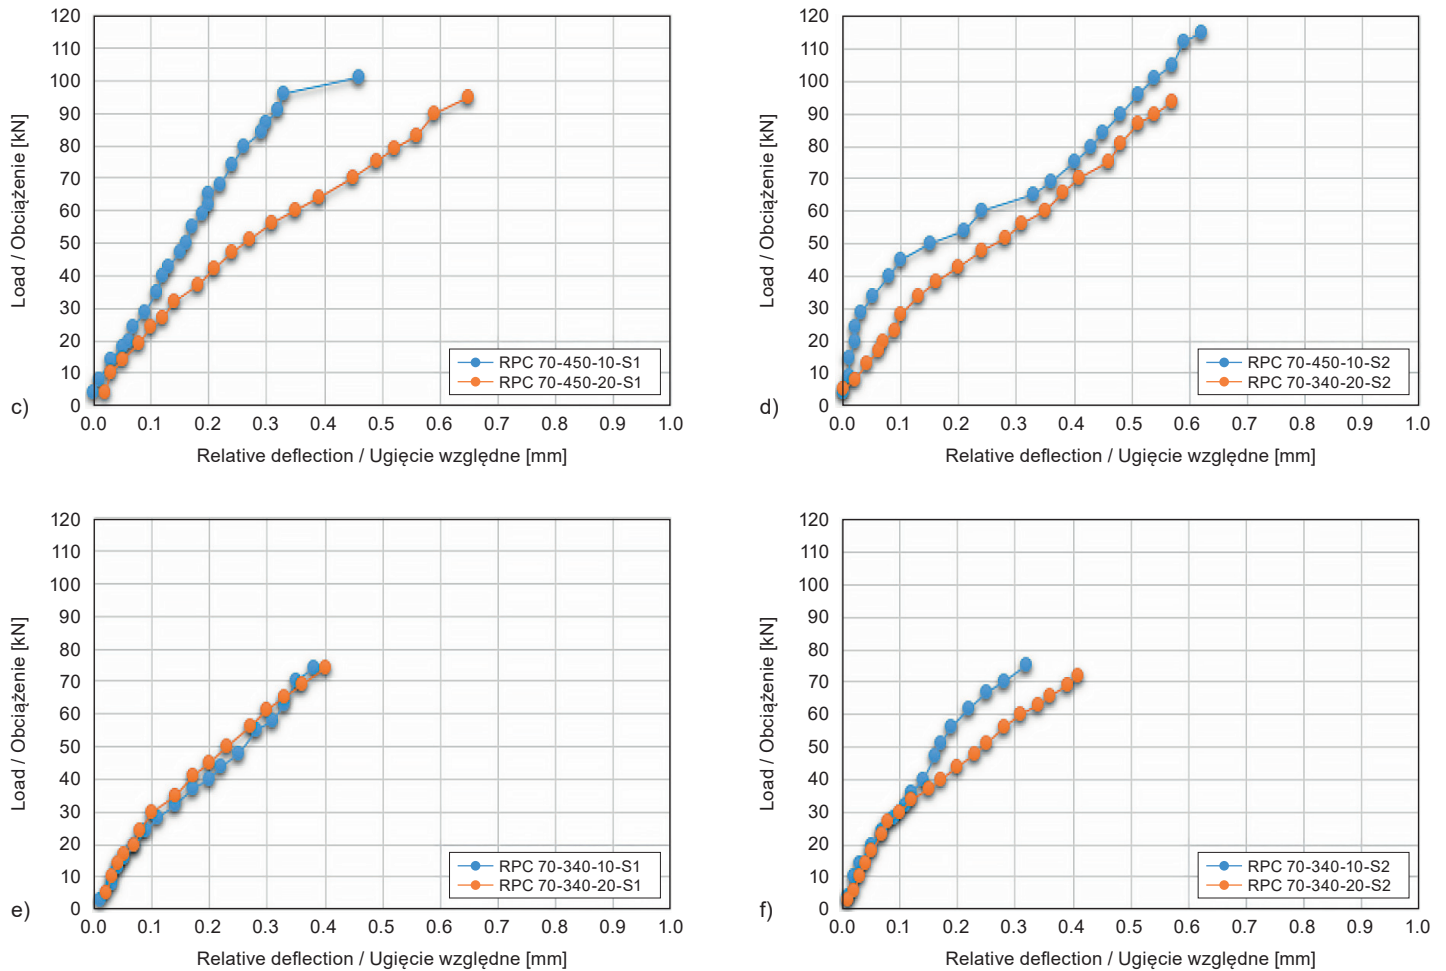 120
110
100
90
80
70
60
50
40
30
20
10
0
Load / Obciążenie [kN]
RPC 70-450-10-S1
RPC 70-450-20-S1
c)
0.0 0.1 0.2 0.3 0.4 0.5 0.6 0.7 0.8 0.9 1.0
Relative deflection / Ugięcie względne [mm]
120
110
100
90
80
70
60
50
40
30
20
10
0
Load / Obciążenie [kN]
RPC 70-450-10-S2
RPC 70-340-20-S2
d)
0.0 0.1 0.2 0.3 0.4 0.5 0.6 0.7 0.8 0.9 1.0
Relative deflection / Ugięcie względne [mm]
120
110
100
90
80
70
60
50
40
30
20
10
0
Load / Obciążenie [kN]
RPC 70-340-10-S1
RPC 70-340-20-S1
e)
0.0 0.1 0.2 0.3 0.4 0.5 0.6 0.7 0.8 0.9 1.0
Relative deflection / Ugięcie względne [mm]
120
110
100
90
80
70
60
50
40
30
20
10
0
Load / Obciążenie [kN]
RPC 70-340-10-S2
RPC 70-340-20-S2
f)
0.0 0.1 0.2 0.3 0.4 0.5 0.6 0.7 0.8 0.9 1.0
Relative deflection / Ugięcie względne [mm]